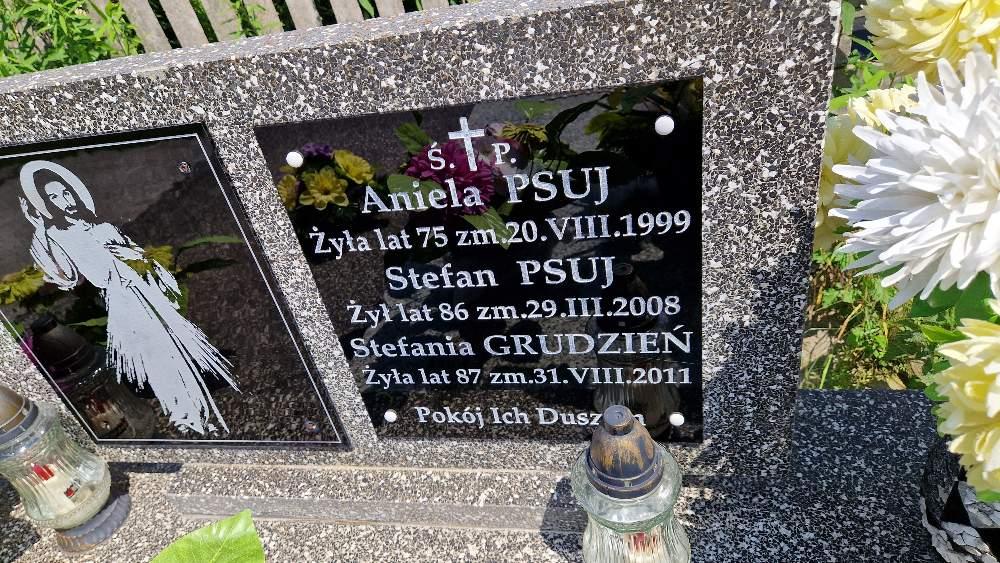 Ś. P.
Aniela PSUJ
Żyła lat 75 zm.20.VIII.1999
Stefan PSUJ
Żył lat 86 zm.29.III.2008
Stefania GRUDZIEŃ
Żyła lat 87 zm.31.VIII.2011
Pokój Ich